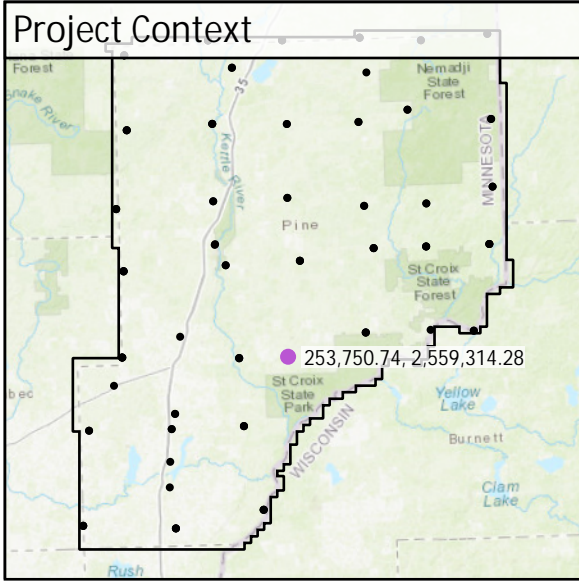 Project Context
Forest
Snake River
35
Nemadji
State
Forest
MINNESOTA
Kettle River
Pine
St Croix
State
Forest
253,750.74, 2,559,314.28
St Croix
State
Park
WISCONSIN
Yellow
Lake
bec
Burnett
Clam
Lake
Rush